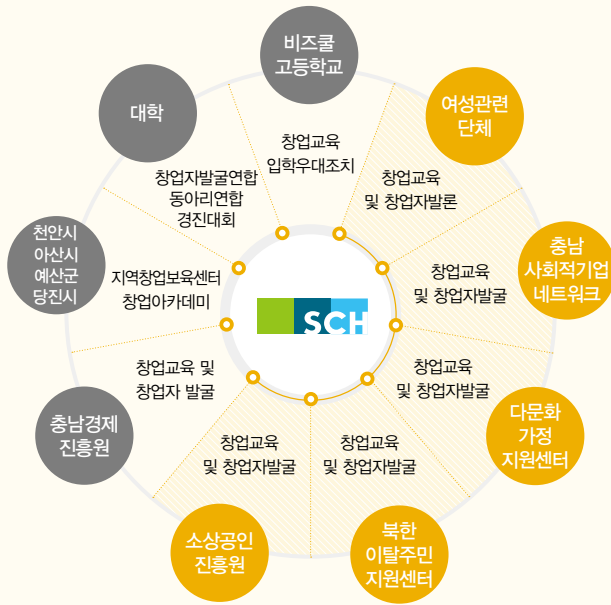 비즈쿨
고등학교
여성관련
단체
충남
사회적기업
네트워크
다문화
가정
지원센터
북한
이탈주민
지원센터
소상공인
진흥원
충남경제
진흥원
천안시
아산시
예산군
당진시
대학
창업교육
입학우대조치
창업교육
및 창업자발론
창업교육
및 창업자발굴
창업교육
및 창업자발굴
창업교육
및 창업자발굴
창업교육
및 창업자발굴
창업교육 및
창업자 발굴
지역창업보육센터
창업아카데미
창업자발굴연합
동아리연합
경진대회
SCH